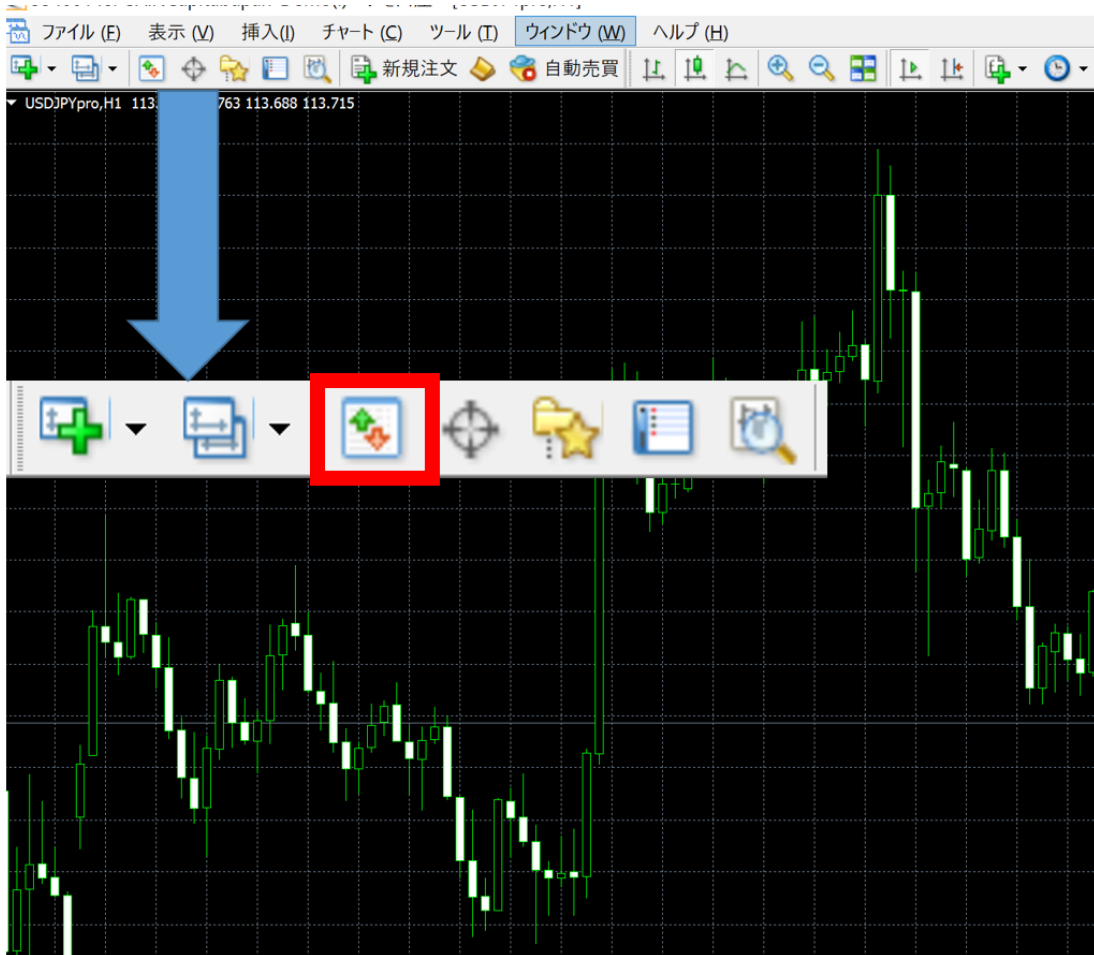 ファイル (F) 表示 (V) 挿入(I) チャート (C) ツール (T) ウィンドウ (W) ヘルプ (H)
新規注文 自動売買
USDJPYpro,H1 113. 763 113.688 113.715